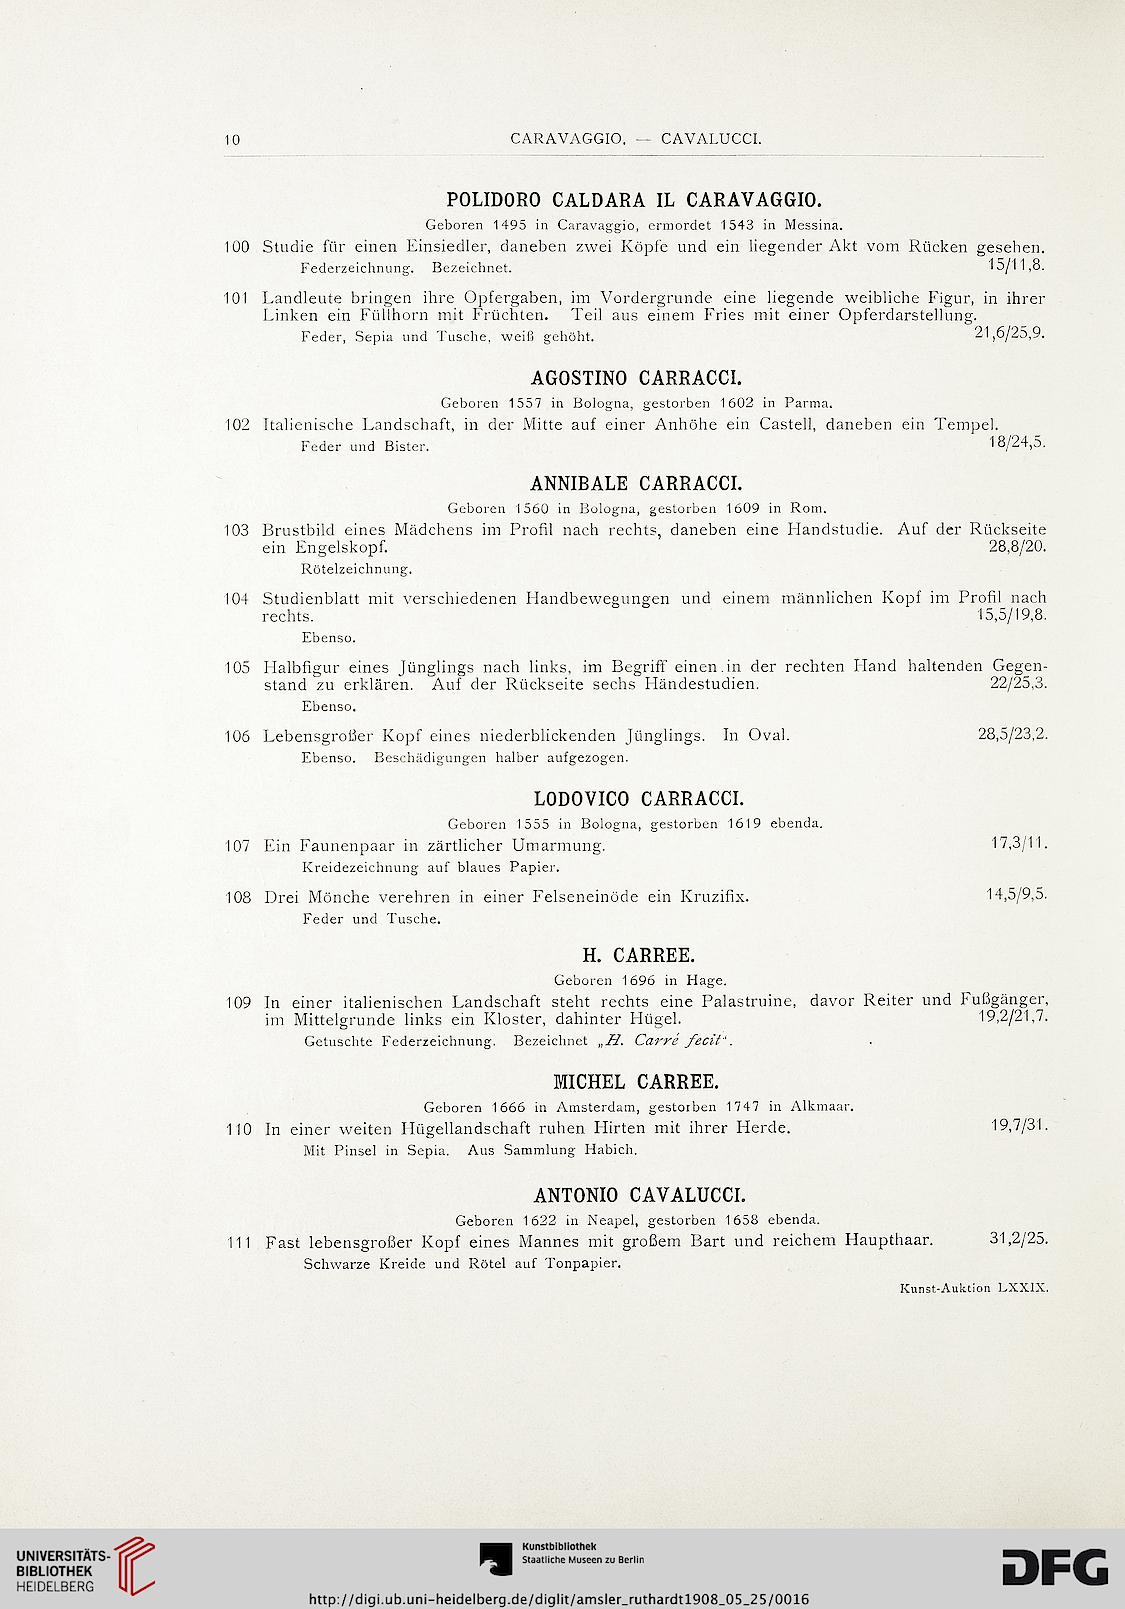 10 CARAVAGGIO. — CAVALUCCI.
POLIDORO CALDARA IL CARAVAGGIO.
Geboren 1495 in Caravaggio, ermordet 1543 in Messina.
100 Studie für einen Einsiedler, daneben zwei Köpfe und ein liegender Akt vom Rücken gesehen.
Federzeichnung. Bezeichnet. 15/11,8.
101 Landleute bringen ihre Opfergaben, im Vordergrunde eine liegende weibliche Figur, in ihrer
Linken ein Füllhorn mit Früchten. Teil aus einem Fries mit einer Opferdarstellung.
Feder, Sepia und Tusche, weiß gehöht. 21,6/25,9.
AGOSTINO CARRACCI.
Geboren 1557 in Bologna, gestorben 1602 in Parma.
102 Italienische Landschaft, in der Mitte auf einer Anhöhe ein Castell, daneben ein Tempel.
Feder und Bister. 18/24,5.
ANNIBALE CARRACCI.
Geboren 1560 in Bologna, gestorben 1609 in Rom.
103 Brustbild eines Mädchens im Profil nach rechts, daneben eine Handstudie. Auf der Rückseite
ein Engelskopf. 28,8/20.
Rötelzeichnung.
104 Studienblatt mit verschiedenen Handbewegungen und einem männlichen Kopf im Profil nach
rechts. 15,5/19,8.
Ebenso.
105 Halbfigur eines Jünglings nach links, im Begriff einen in der rechten Hand haltenden Gegen-
stand zu erklären. Auf der Rückseite sechs Händestudien. 22/25,3.
Ebenso.
106 Lebensgroßer Kopf eines niederblickenden Jünglings. In Oval. 28,5/23,2.
Ebenso. Beschädigungen halber aufgezogen.
LODOVICO CARRACCI.
Geboren 1555 in Bologna, gestorben 1619 ebenda.
107 Ein Faunenpaar in zärtlicher Umarmung. 17,3/11.
Kreidezeichnung auf blaues Papier.
108 Drei Mönche verehren in einer Felseneinöde ein Kruzifix. 14,5/9,5.
Feder und Tusche.
H. CARREE.
Geboren 1696 in Hage.
109 In einer italienischen Landschaft steht rechts eine Palastruine, davor Reiter und Fußgänger,
im Mittelgrunde links ein Kloster, dahinter Hügel. 19,2/21,7.
Getuschte Federzeichnung. Bezeichnet „H. Carré fecit“.
MICHEL CARREE.
Geboren 1666 in Amsterdam, gestorben 1747 in Alkmaar.
110 In einer weiten Hügellandschaft ruhen Hirten mit ihrer Herde. 19,7/31.
Mit Pinsel in Sepia. Aus Sammlung Habich.
ANTONIO CAVALUCCI.
Geboren 1622 in Neapel, gestorben 1658 ebenda.
111 Fast lebensgroßer Kopf eines Mannes mit großem Bart und reichem Haupthaar. 31,2/25.
Schwarze Kreide und Rötel auf Tonpapier.
Kunst-Auktion LXXIX.
UNIVERSITÄTS-
BIBLIOTHEK
HEIDELBERG
Kunstbibliothek
Staatliche Museen zu Berlin
DFG
http://digi.ub.uni-heidelberg.de/diglit/amsler_ruthardt1908_05_25/0016